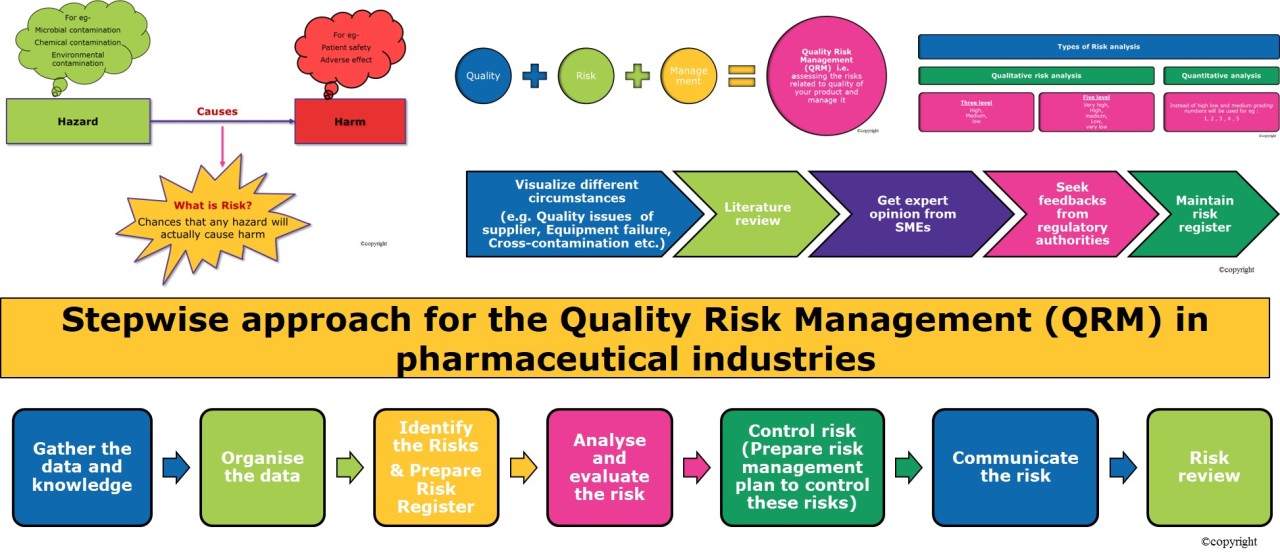 For eg-
Microbial contamination
Chemical contamination
Environmental
contamination
For eg-
Patient safety
Adverse effect
Hazard
Causes
Harm
What is Risk?
Chances that any hazard will
actually cause harm
©copyright
Quality
Risk
Manage
ment
Quality Risk
Management
(QRM) i.e.
assessing the risks
related to quality of
your product and
manage it
©copyright
Types of Risk analysis
Qualitative risk analysis
Quantitative analysis
Three level
High,
Medium,
low
Five level
Very high,
High,
medium,
Low,
very low
Instead of high low and medium grading
numbers will be used for eg :
1, 2 , 3 , 4 , 5
©copyright
Visualize different
circumstances
(e.g. Quality issues of
supplier, Equipment failure,
Cross-contamination etc.)
Literature
review
Get expert
opinion from
SMEs
Seek
feedbacks
from
regulatory
authorities
Maintain
risk
register
©copyright
Stepwise approach for the Quality Risk Management (QRM) in
pharmaceutical industries
Gather the
data and
knowledge
Organise
the data
Identify
the Risks
& Prepare
Risk
Register
Analyse
and
evaluate
the risk
Control risk
(Prepare risk
management
plan to control
these risks)
Communicate
the risk
Risk
review
©copyright